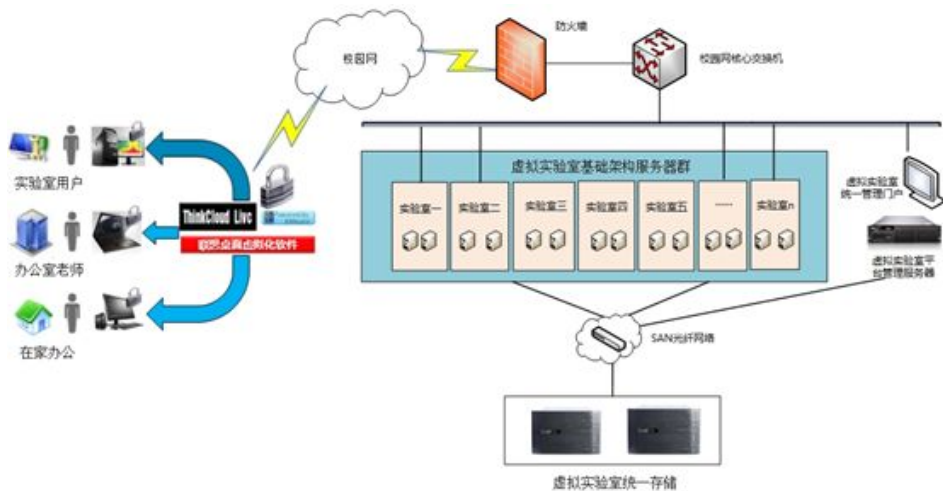 校园网
防火墙
校园网核心交换机
虚拟实验室基础架构服务器群
实验室一
实验室二
实验室三
实验室四
实验室五
······
实验室n
虚拟实验室
统一管理门户
虚拟实验室平
台管理服务器
实验室用户
ThinkCloud Livc
联想桌面虚拟化软件
办公室老师
在家办公
SAN光纤网络
虚拟实验室统一存储